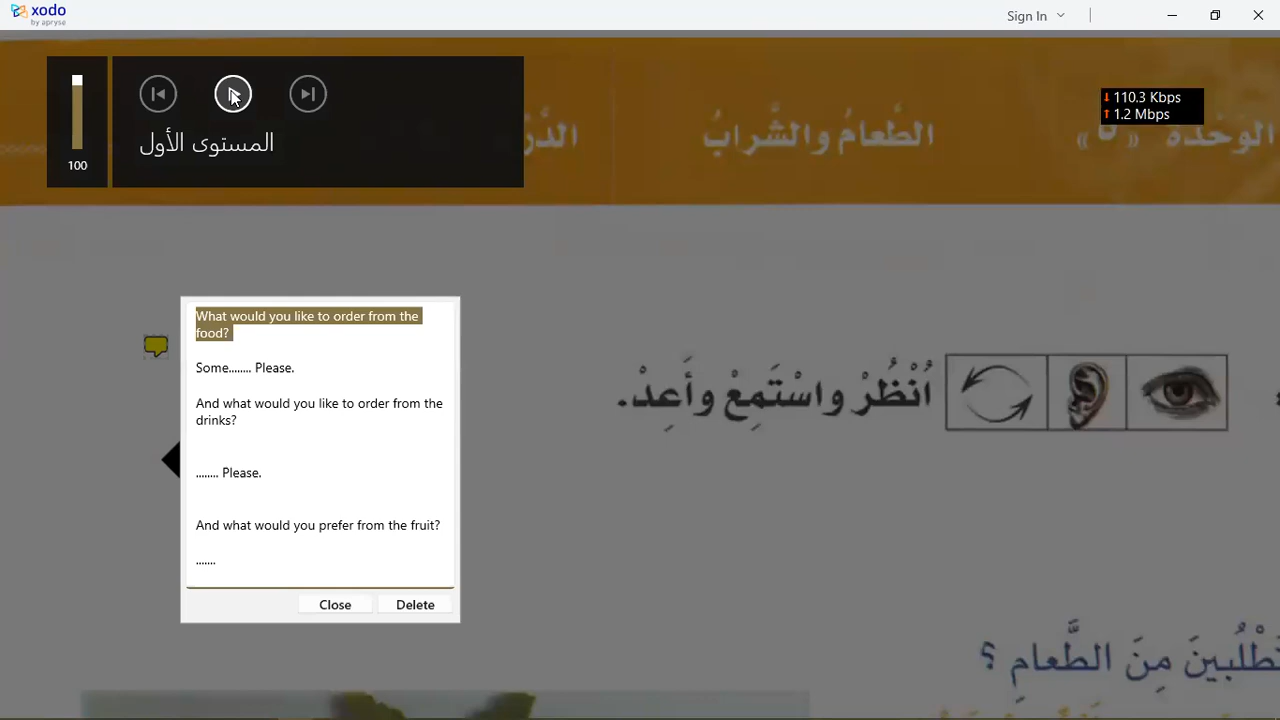 xodo
by apryse
Sign In
100
المستوى الأول
110.3 Kbps
1.2 Mbps
الطَّعامُ والشَّرابُ
« ٥ »
What would you like to order from the
food?
Some........ Please.
And what would you like to order from the
drinks?
........ Please.
And what would you prefer from the fruit?
.......
Close
Delete
اُنْظُرْ واسْتَمِعْ وأَعِدْ.
مِنَ الطَّعامِ ؟